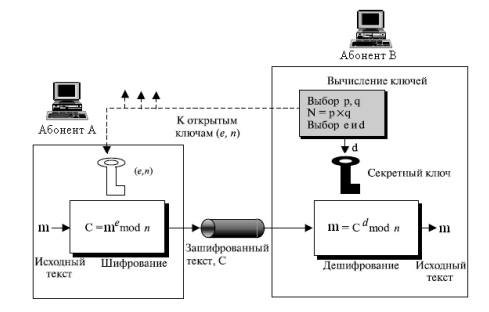 Абонент B
Вычисление ключей
Выбор p, q
N = p × q
Выбор e и d
d
Секретный ключ
Абонент A
К открытым
ключам (e, n)
(e,n)
m
C = mᵉ mod n
Исходный
текст
Шифрование
Зашифрованный
текст, C
m = C ᵈ mod n
m
Дешифрование
Исходный
текст